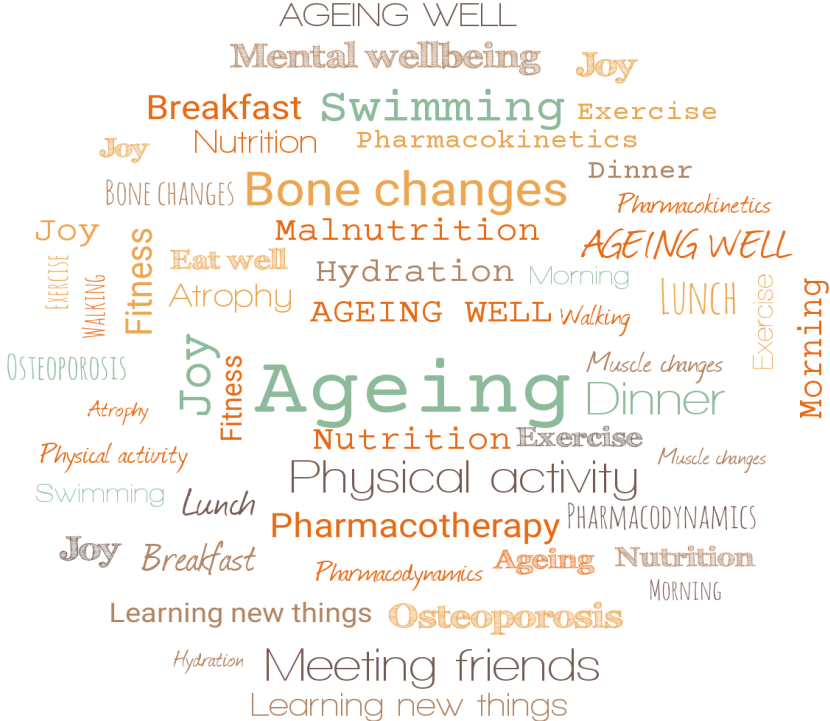 AGEING WELL
Mental wellbeing
Joy
Breakfast
Swimming
Exercise
Joy
Nutrition
Pharmacokinetics
Dinner
Bone changes
Bone changes
Pharmacokinetics
Joy
Exercise
Walking
Fitness
Malnutrition
AGEING WELL
Eat well
Hydration
Morning
Atrophy
AGEING WELL
Walking
Lunch
Exercise
Morning
Osteoporosis
Joy
Fitness
Ageing
Muscle changes
Dinner
Atrophy
Nutrition
Exercise
Physical activity
Muscle changes
Physical activity
Swimming
Lunch
Pharmacotherapy
Pharmacodynamics
Joy
Breakfast
Pharmacodynamics
Ageing
Nutrition
Morning
Learning new things
Osteoporosis
Hydration
Meeting friends
Learning new things